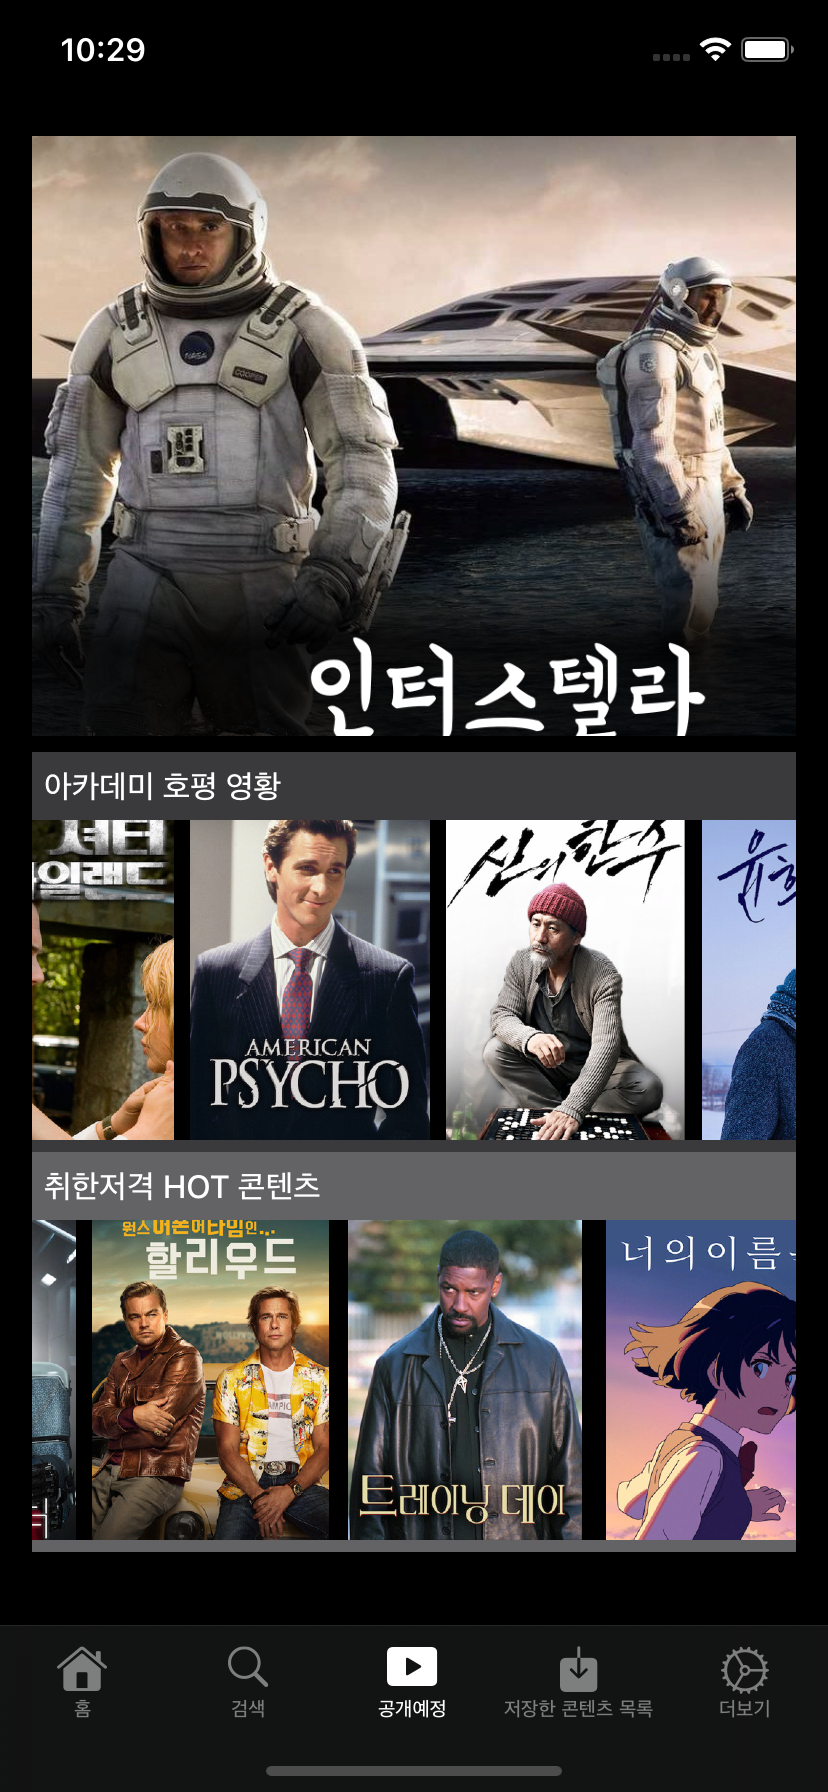 10:29
NASA
COOPER
인터스텔라
아카데미 호평 영황
셔터
아일랜드
AMERICAN
PSYCHO
신의 한수
윤희
취한저격 HOT 콘텐츠
원스 어폰 어 타임 인...
할리우드
트레이닝 데이
너의 이름
홈
검색
공개예정
저장한 콘텐츠 목록
더보기